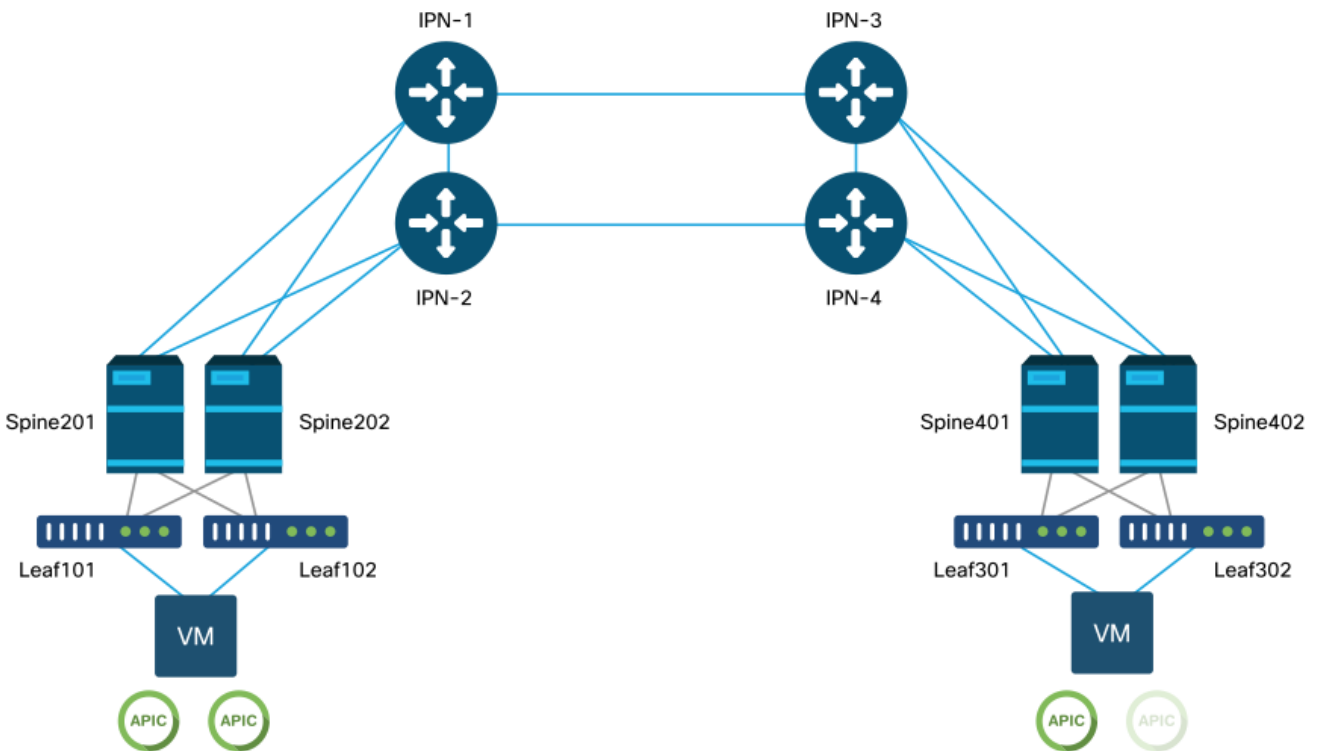 IPN-1
IPN-3
IPN-2
IPN-4
Spine201
Spine202
Spine401
Spine402
Leaf101
Leaf102
Leaf301
Leaf302
VM
VM
APIC
APIC
APIC
APIC